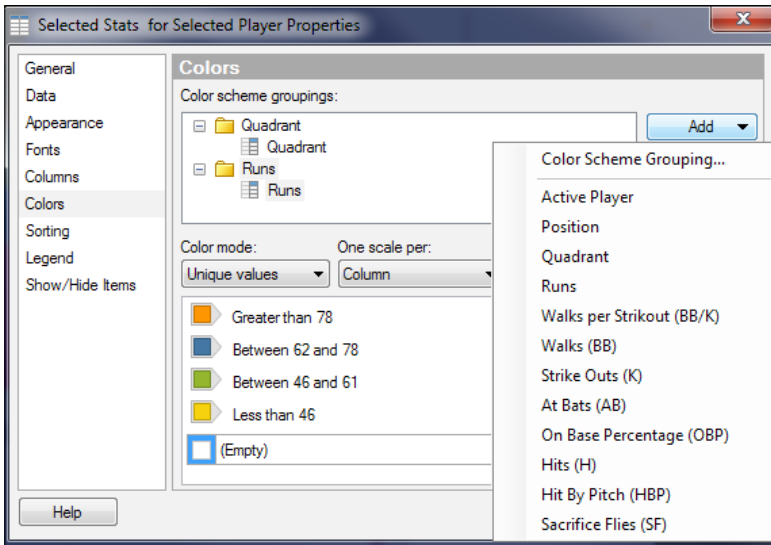 Selected Stats for Selected Player Properties
x
General
Data
Appearance
Fonts
Columns
Colors
Sorting
Legend
Show/Hide Items
Colors
Color scheme groupings:
Quadrant
Quadrant
Runs
Runs
Add
Color mode:
One scale per:
Unique values
Column
Greater than 78
Between 62 and 78
Between 46 and 61
Less than 46
(Empty)
Color Scheme Grouping...
Active Player
Position
Quadrant
Runs
Walks per Strikout (BB/K)
Walks (BB)
Strike Outs (K)
At Bats (AB)
On Base Percentage (OBP)
Hits (H)
Hit By Pitch (HBP)
Sacrifice Flies (SF)
Help